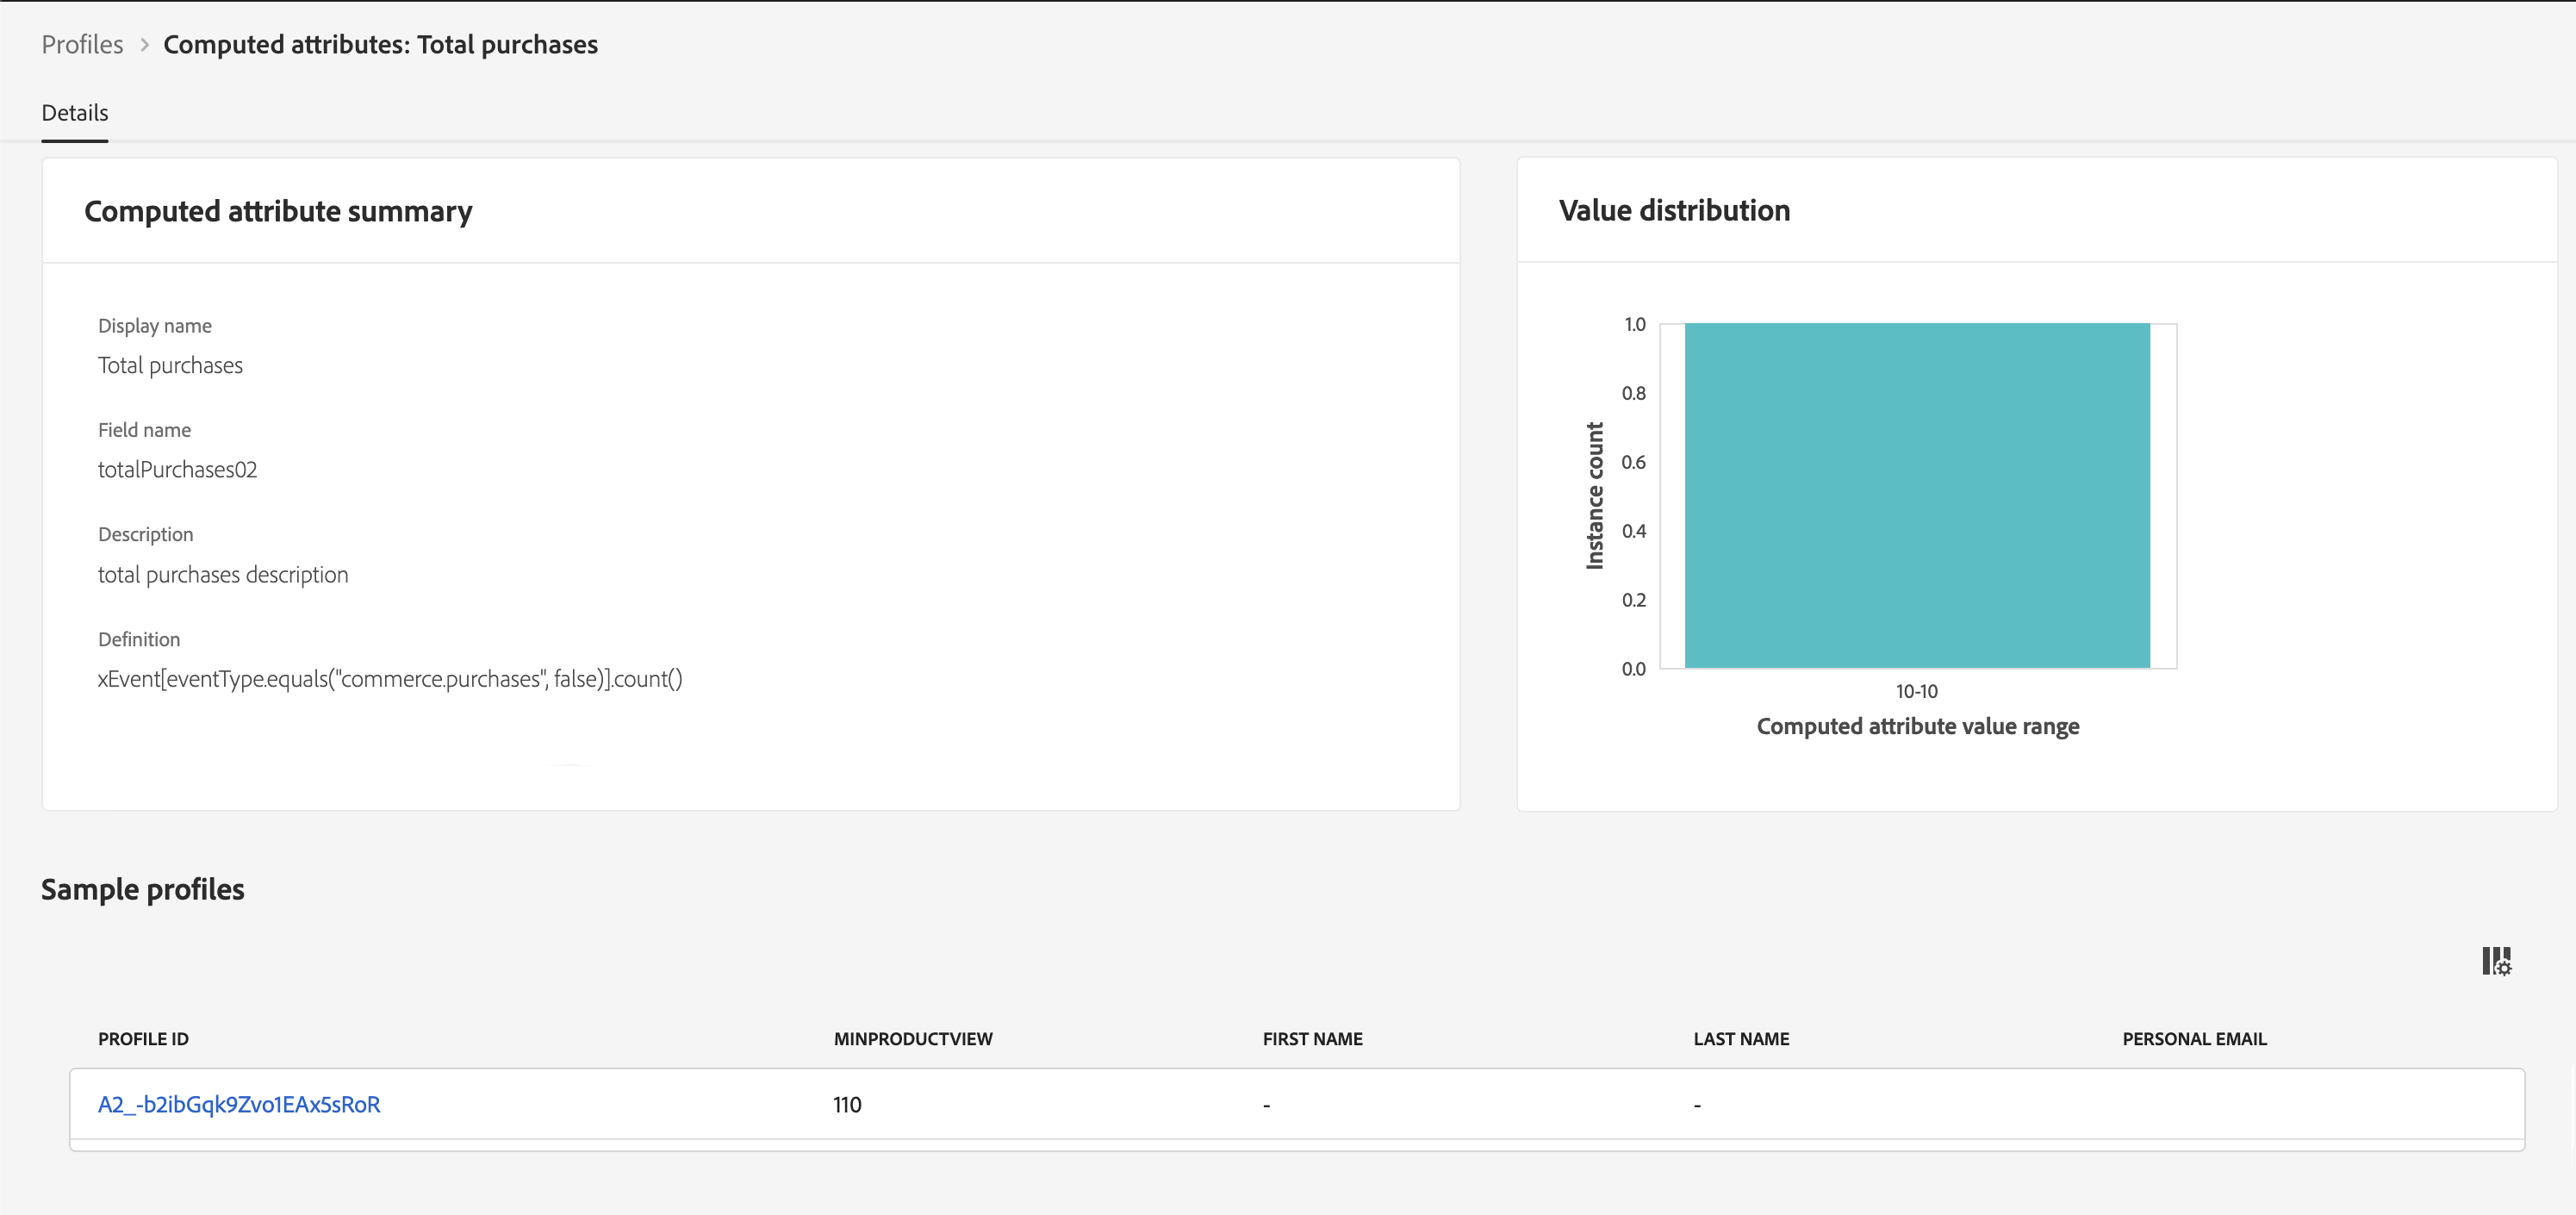 Profiles > Computed attributes: Total purchases
Details
Computed attribute summary
Display name
Total purchases
Field name
totalPurchases02
Description
total purchases description
Definition
xEvent[eventType.equals("commerce.purchases", false)].count()
Value distribution
1.0
0.8
0.6
0.4
0.2
0.0
Instance count
10-10
Computed attribute value range
Sample profiles
PROFILE ID MINPRODUCTVIEW FIRST NAME LAST NAME PERSONAL EMAIL
A2_-b2ibGqk9Zvo1EAx5sRoR 110 - -